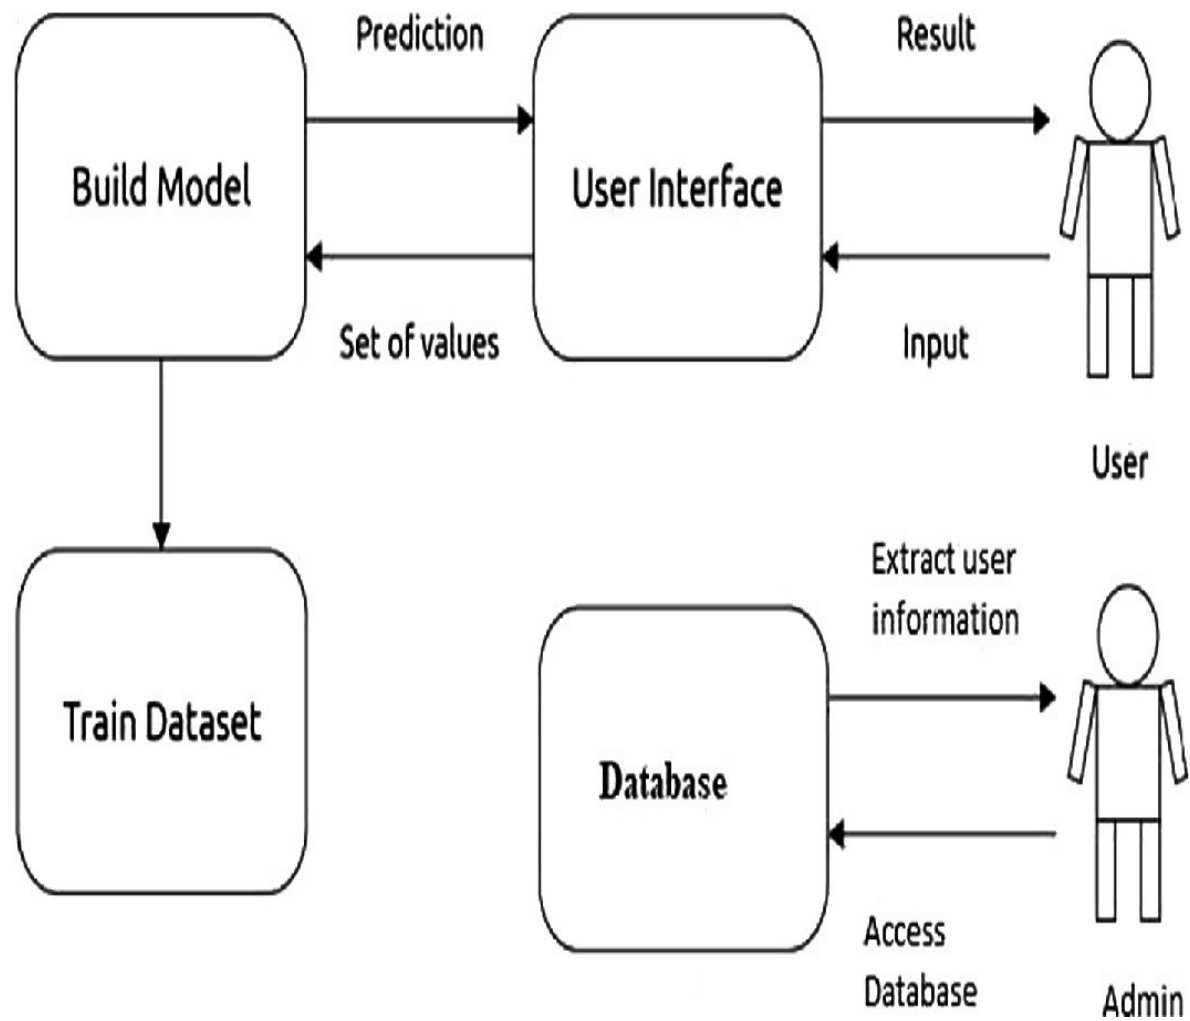 Prediction
Result
Build Model
User Interface
Set of values
Input
User
Extract user
information
Train Dataset
Database
Access
Database
Admin